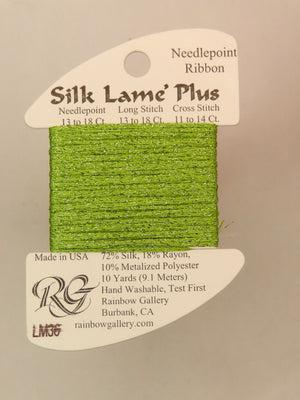 Needlepoint
Ribbon
Silk Lame' Plus
Needlepoint Long Stitch Cross Stitch
13 to 18 Ct. 13 to 18 Ct. 11 to 14 Ct.
Made in USA
72% Silk, 18% Rayon,
10% Metalized Polyester
10 Yards (9.1 Meters)
Hand Washable, Test First
Rainbow Gallery
Burbank, CA
rainbowgallery.com
RG
LM36